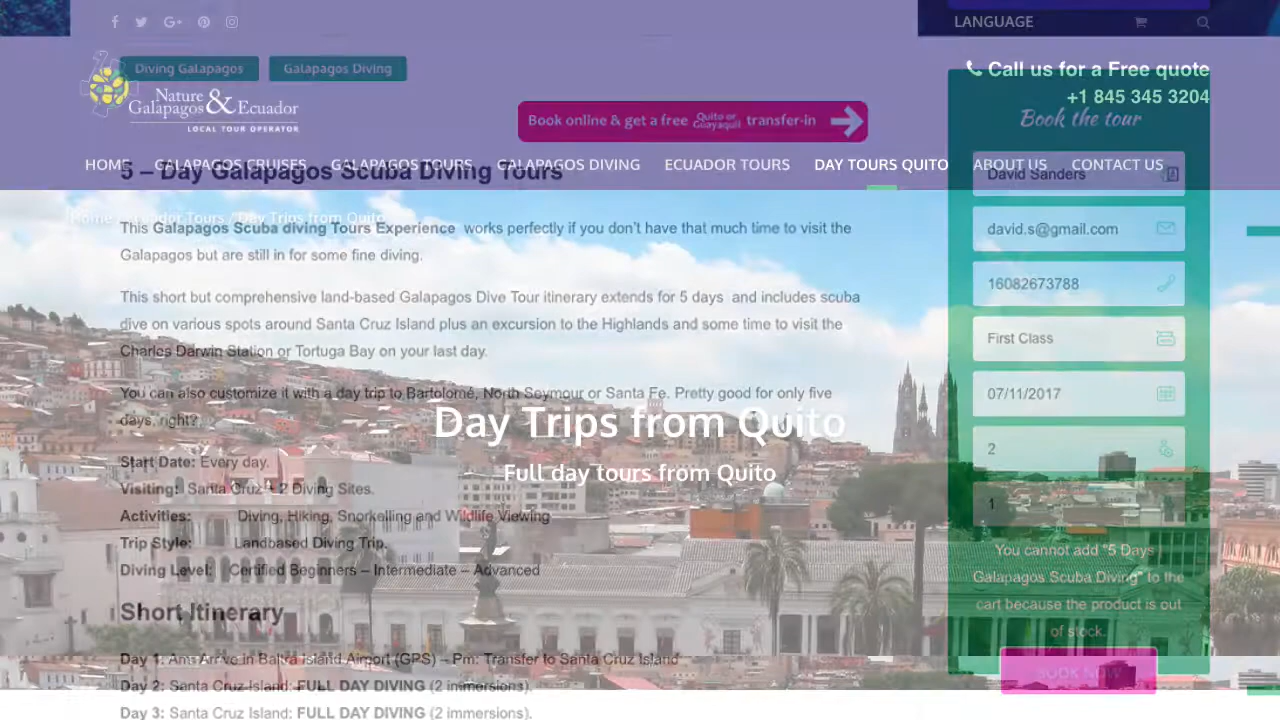 LANGUAGE
Diving Galapagos
Galapagos Diving
Nature
Galapagos & Ecuador
LOCAL TOUR OPERATOR
Call us for a Free quote
+1 845 345 3204
Book online & get a free Quito or Guayaquil transfer-in
Book the tour
HOME GALAPAGOS CRUISES GALAPAGOS TOURS GALAPAGOS DIVING ECUADOR TOURS DAY TOURS QUITO ABOUT US CONTACT US
5 – Day Galapagos Scuba Diving Tours
David Sanders
Home / Ecuador Tours / Day Trips from Quito
This Galapagos Scuba diving Tours Experience works perfectly if you don't have that much time to visit the
Galapagos but are still in for some fine diving.
david.s@gmail.com
16082673788
This short but comprehensive land-based Galapagos Dive Tour itinerary extends for 5 days and includes scuba
dive on various spots around Santa Cruz Island plus an excursion to the Highlands and some time to visit the
Charles Darwin Station or Tortuga Bay on your last day.
First Class
07/11/2017
You can also customize it with a day trip to Bartolomé, North Seymour or Santa Fe. Pretty good for only five
days, right?
Day Trips from Quito
Full day tours from Quito
2
1
Start Date: Every day.
Visiting: Santa Cruz + 2 Diving Sites.
Activities: Diving, Hiking, Snorkelling and Wildlife Viewing
Trip Style: Landbased Diving Trip.
Diving Level: Certified Beginners – Intermediate – Advanced
You cannot add "5 Days
Galapagos Scuba Diving" to the
cart because the product is out
of stock.
BOOK NOW
Short Itinerary
Day 1: Am: Arrive in Baltra Island Airport (GPS) – Pm: Transfer to Santa Cruz Island
Day 2: Santa Cruz Island: FULL DAY DIVING (2 immersions).
Day 3: Santa Cruz Island: FULL DAY DIVING (2 immersions).